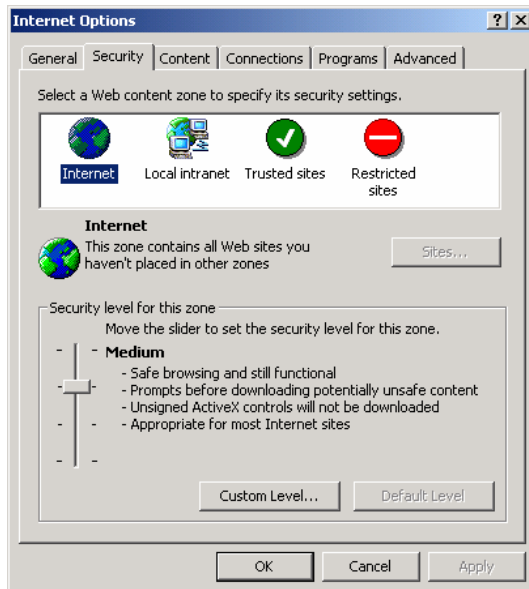 Internet Options
General Security Content Connections Programs Advanced
Select a Web content zone to specify its security settings.
Internet Local intranet Trusted sites Restricted
sites
Internet
This zone contains all Web sites you
haven't placed in other zones
Sites...
Security level for this zone
Move the slider to set the security level for this zone.
Medium
- Safe browsing and still functional
- Prompts before downloading potentially unsafe content
- Unsigned ActiveX controls will not be downloaded
- Appropriate for most Internet sites
Custom Level... Default Level
OK Cancel Apply